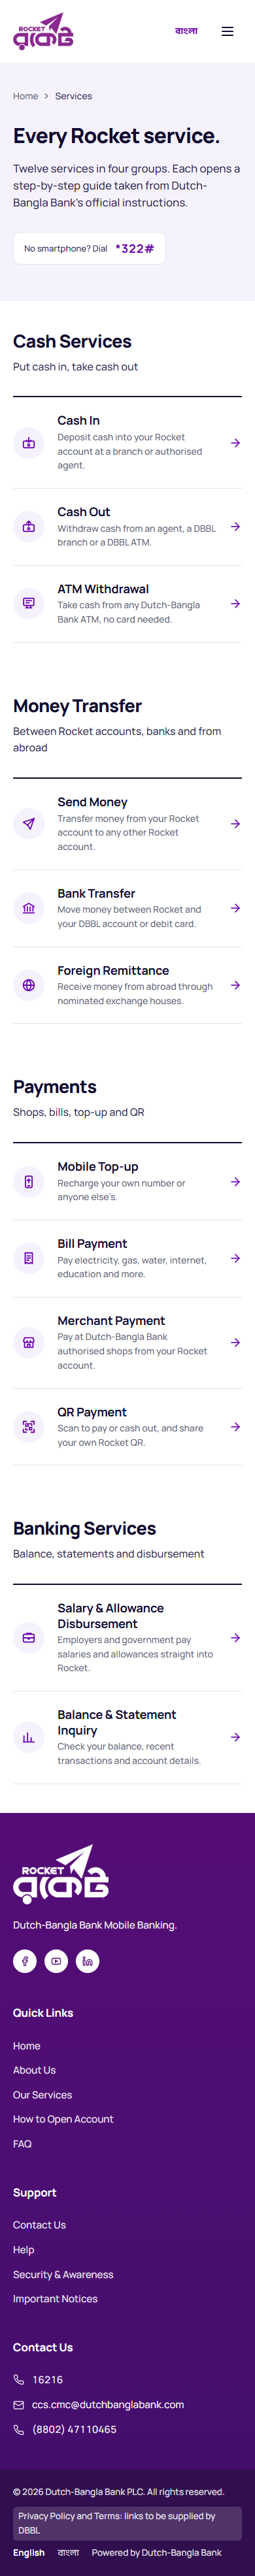 ROCKET
রকেট
বাংলা
Home > Services
Every Rocket service.
Twelve services in four groups. Each opens a
step-by-step guide taken from Dutch-
Bangla Bank's official instructions.
No smartphone? Dial *322#
Cash Services
Put cash in, take cash out
Cash In
Deposit cash into your Rocket
account at a branch or authorised
agent.
Cash Out
Withdraw cash from an agent, a DBBL
branch or a DBBL ATM.
ATM Withdrawal
Take cash from any Dutch-Bangla
Bank ATM, no card needed.
Money Transfer
Between Rocket accounts, banks and from
abroad
Send Money
Transfer money from your Rocket
account to any other Rocket
account.
Bank Transfer
Move money between Rocket and
your DBBL account or debit card.
Foreign Remittance
Receive money from abroad through
nominated exchange houses.
Payments
Shops, bills, top-up and QR
Mobile Top-up
Recharge your own number or
anyone else's.
Bill Payment
Pay electricity, gas, water, internet,
education and more.
Merchant Payment
Pay at Dutch-Bangla Bank
authorised shops from your Rocket
account.
QR Payment
Scan to pay or cash out, and share
your own Rocket QR.
Banking Services
Balance, statements and disbursement
Salary & Allowance
Disbursement
Employers and government pay
salaries and allowances straight into
Rocket.
Balance & Statement
Inquiry
Check your balance, recent
transactions and account details.
ROCKET
রকেট
Dutch-Bangla Bank Mobile Banking.
Quick Links
Home
About Us
Our Services
How to Open Account
FAQ
Support
Contact Us
Help
Security & Awareness
Important Notices
Contact Us
16216
ccs.cmc@dutchbanglabank.com
(8802) 47110465
© 2026 Dutch-Bangla Bank PLC. All rights reserved.
Privacy Policy and Terms: links to be supplied by
DBBL
English বাংলা Powered by Dutch-Bangla Bank